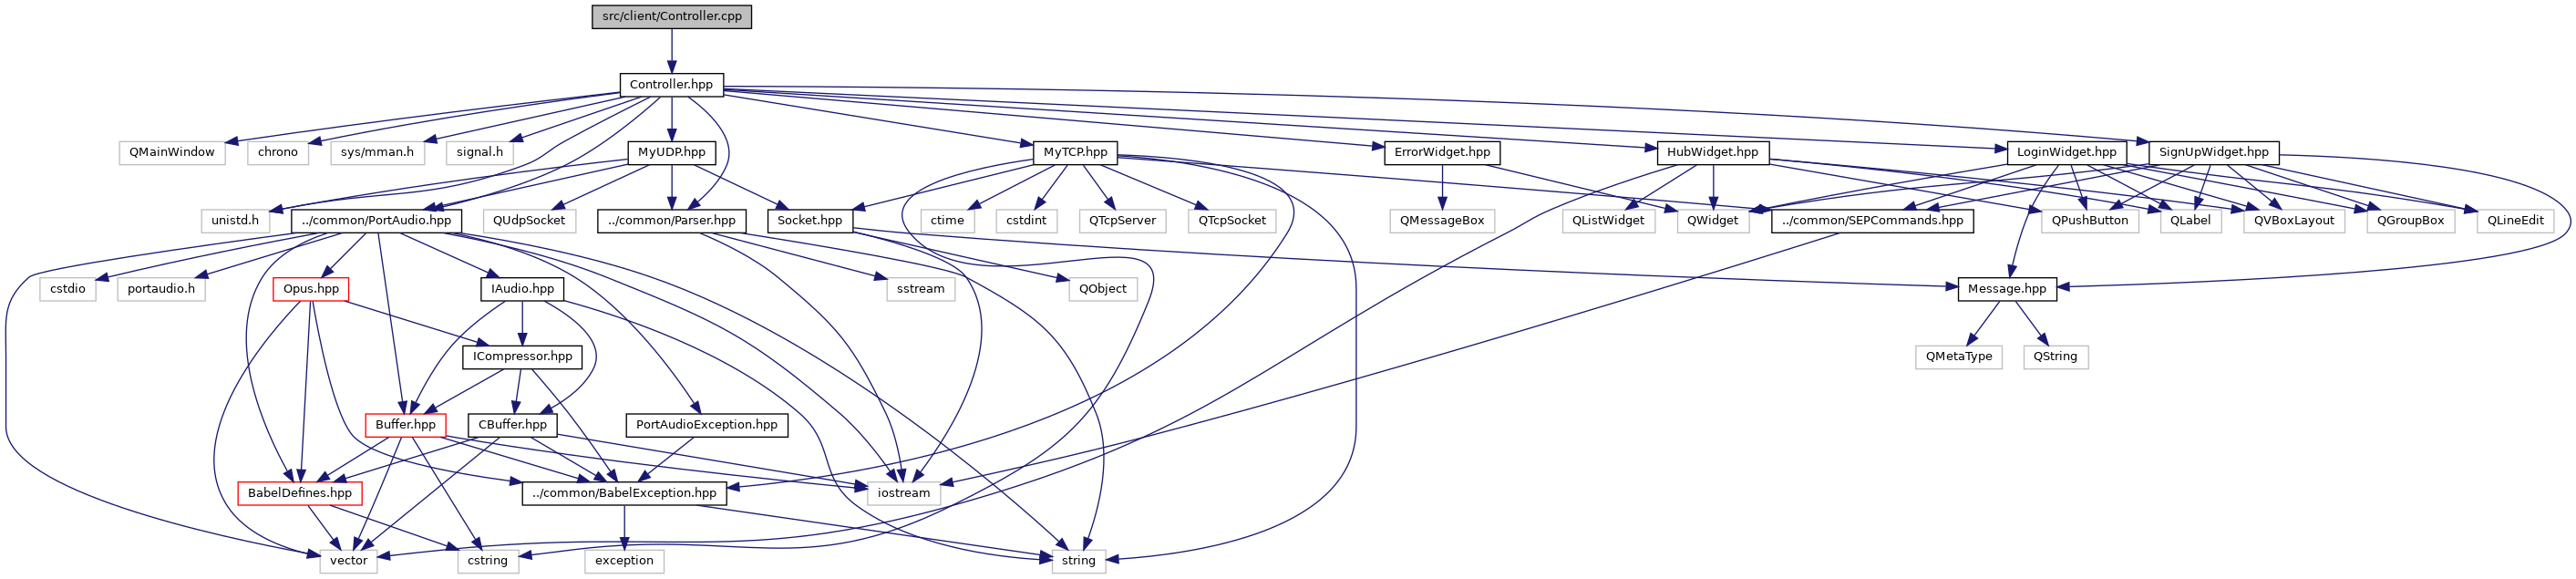 src/client/Controller.cpp
Controller.hpp
QMainWindow
chrono
sys/mman.h
signal.h
MyUDP.hpp
MyTCP.hpp
ErrorWidget.hpp
HubWidget.hpp
LoginWidget.hpp
SignUpWidget.hpp
unistd.h
../common/PortAudio.hpp
QUdpSocket
../common/Parser.hpp
Socket.hpp
ctime
cstdint
QTcpServer
QTcpSocket
QMessageBox
QListWidget
QWidget
../common/SEPCommands.hpp
QPushButton
QLabel
QVBoxLayout
QGroupBox
QLineEdit
cstdio
portaudio.h
Opus.hpp
IAudio.hpp
sstream
QObject
Message.hpp
ICompressor.hpp
QMetaType
QString
Buffer.hpp
CBuffer.hpp
PortAudioException.hpp
BabelDefines.hpp
../common/BabelException.hpp
iostream
vector
cstring
exception
string